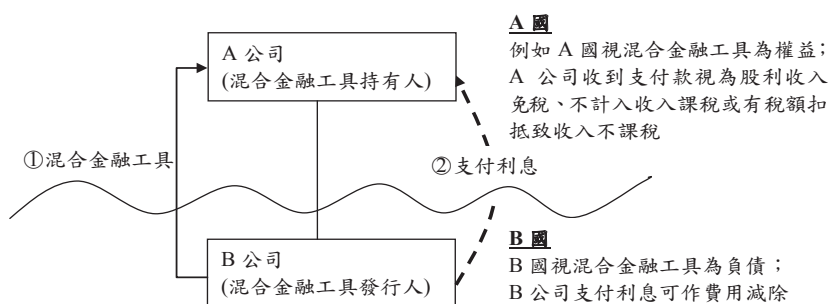 A 公司
(混合金融工具持有人)
A 國
例如 A 國視混合金融工具為權益；
A 公司收到支付款視為股利收入
免稅、不計入收入課稅或有稅額扣
抵致收入不課稅
①混合金融工具
②支付利息
B 公司
(混合金融工具發行人)
B 國
B 國視混合金融工具為負債；
B 公司支付利息可作費用減除